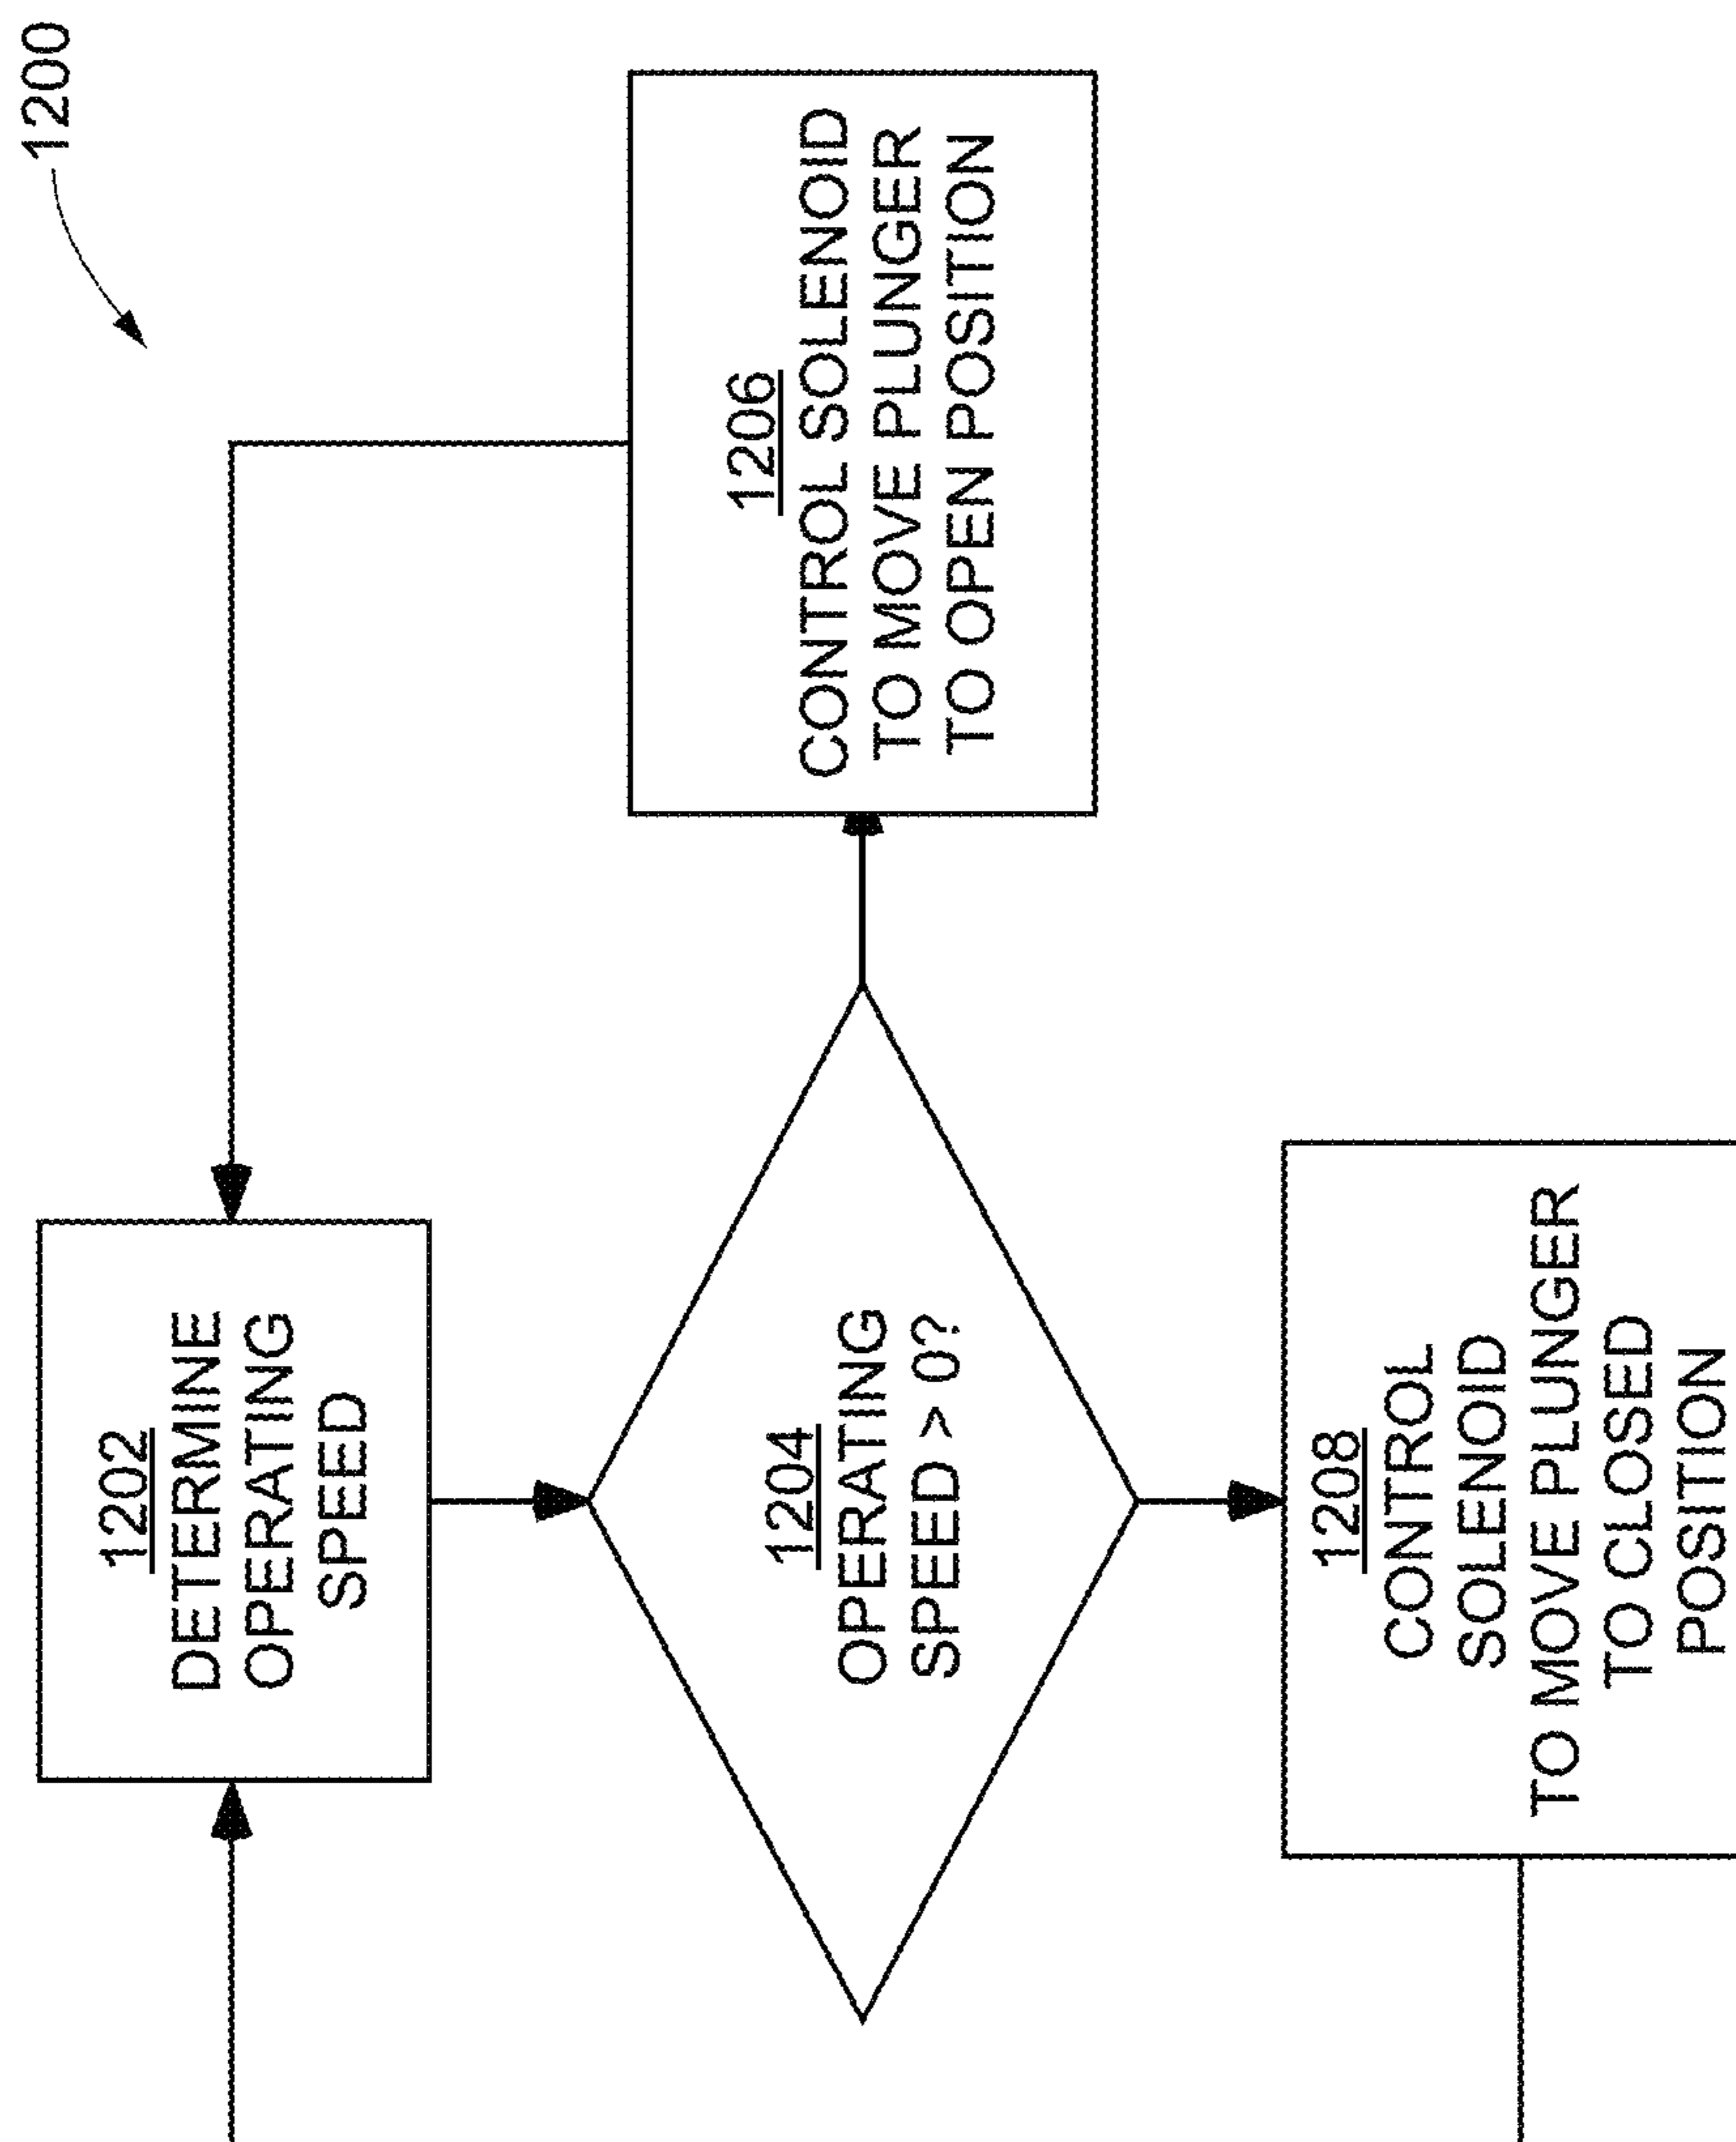 1200
1202
DETERMINE
OPERATING
SPEED
1204
OPERATING
SPEED > 0?
1206
CONTROL SOLENOID
TO MOVE PLUNGER
TO OPEN POSITION
1208
CONTROL
SOLENOID
TO MOVE PLUNGER
TO CLOSED
POSITION